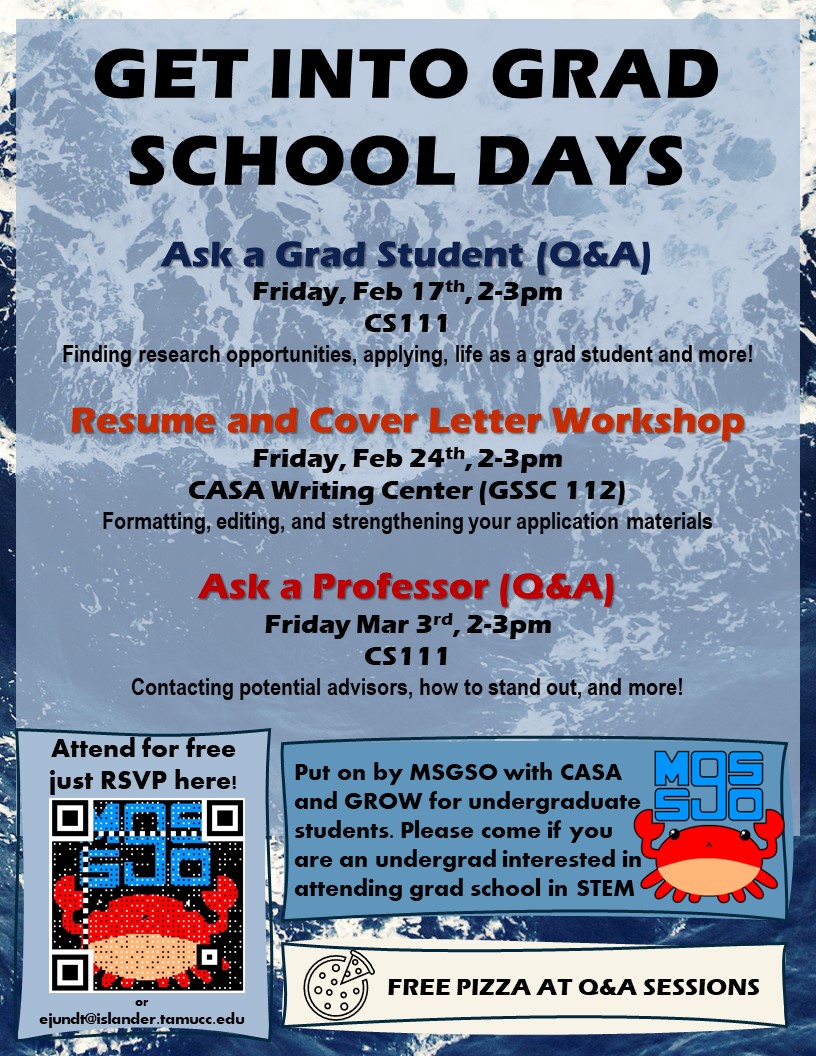 GET INTO GRAD
SCHOOL DAYS
Ask a Grad Student (Q&A)
Friday, Feb 17th, 2-3pm
CS111
Finding research opportunities, applying, life as a grad student and more!
Resume and Cover Letter Workshop
Friday, Feb 24th, 2-3pm
CASA Writing Center (GSSC 112)
Formatting, editing, and strengthening your application materials
Ask a Professor (Q&A)
Friday Mar 3rd, 2-3pm
CS111
Contacting potential advisors, how to stand out, and more!
Attend for free
just RSVP here!
MGS
SJO
or
ejundt@islander.tamucc.edu
Put on by MSGSO with CASA
and GROW for undergraduate
students. Please come if you
are an undergrad interested in
attending grad school in STEM
MGS
SJO
FREE PIZZA AT Q&A SESSIONS